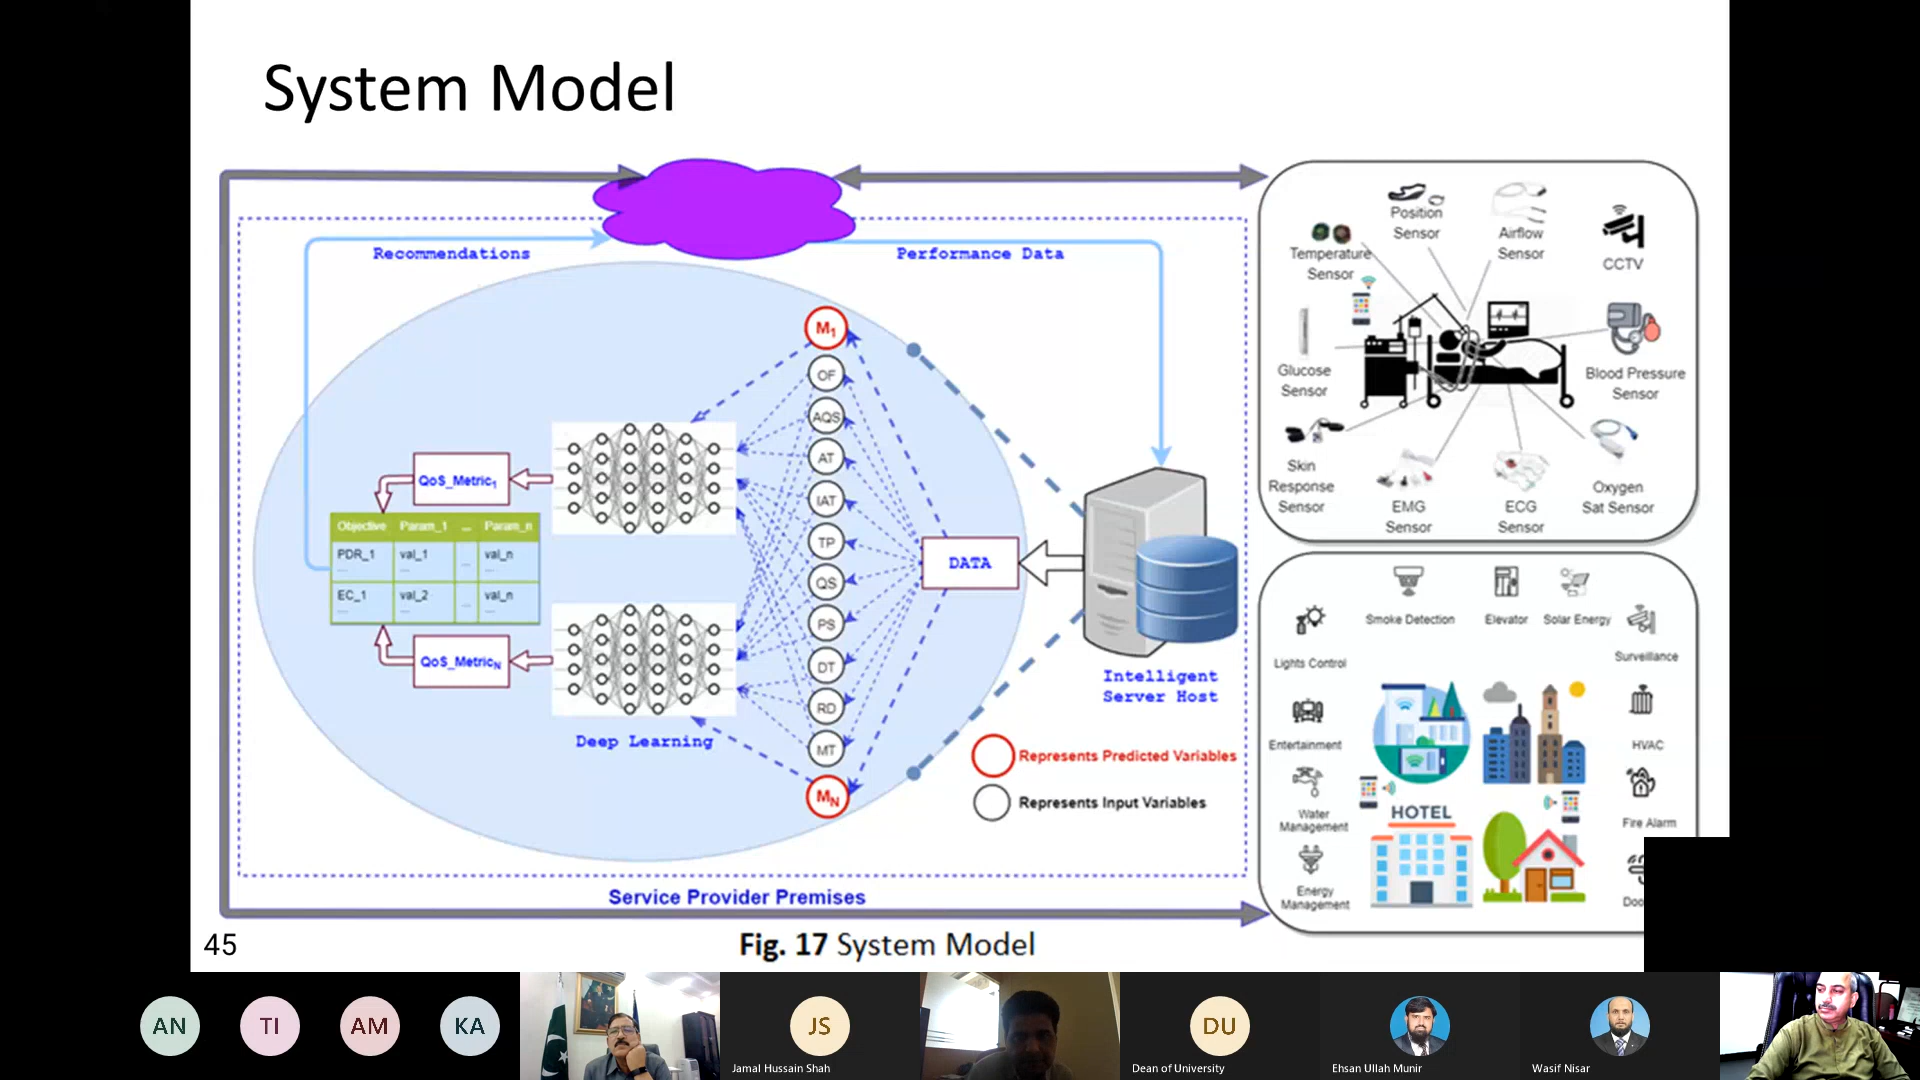 System Model
Recommendations
Performance Data
M1
OF
AQS
AT
IAT
TP
QS
PS
DT
RD
MT
MN
QoS_Metric1
Objective Param_1 ... Param_n
PDR_1 val_1 ... val_n
EC_1 val_2 ... val_n
QoS_MetricN
Deep Learning
DATA
Intelligent
Server Host
Represents Predicted Variables
Represents Input Variables
Service Provider Premises
Position
Sensor
Airflow
Sensor
CCTV
Temperature
Sensor
Glucose
Sensor
Blood Pressure
Sensor
Skin
Response
Sensor
EMG
Sensor
ECG
Sensor
Oxygen
Sat Sensor
Smoke Detection
Elevator
Solar Energy
Lights Control
Surveillance
Entertainment
HVAC
Water
Management
HOTEL
Fire Alarm
Energy
Management
Doo
45
Fig. 17 System Model
AN
TI
AM
KA
JS
Jamal Hussain Shah
DU
Dean of University
Ehsan Ullah Munir
Wasif Nisar